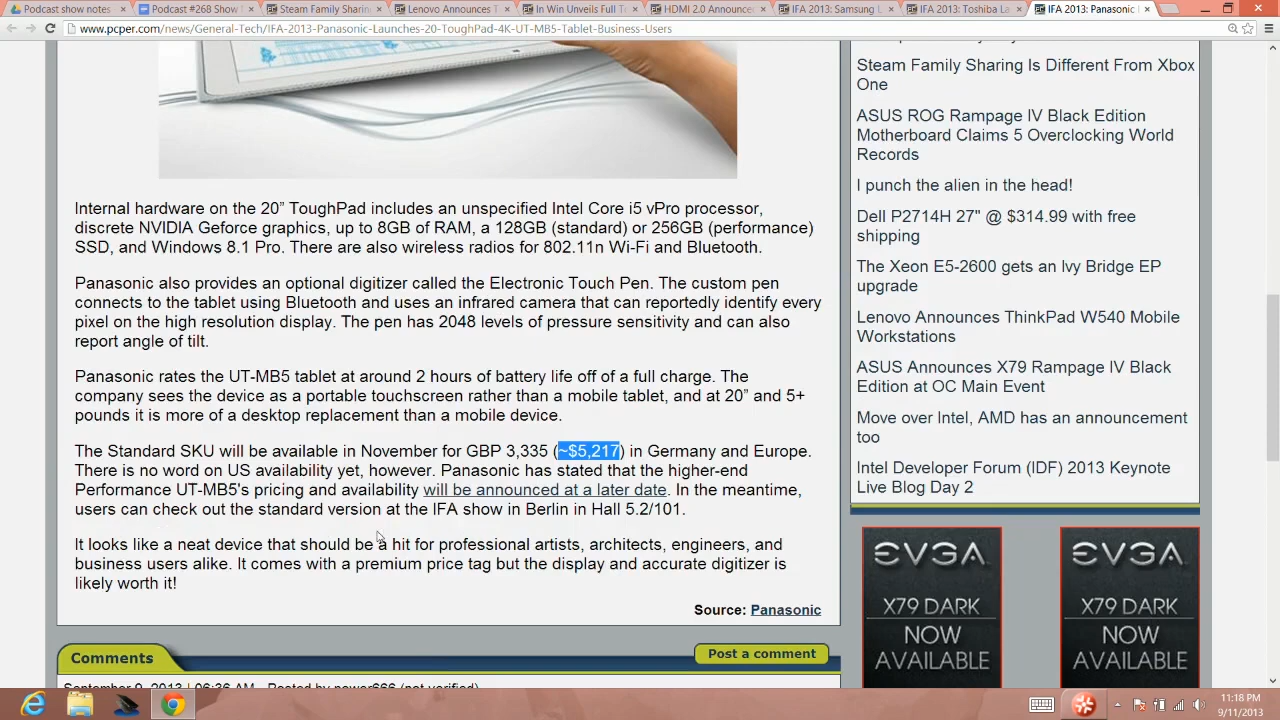 Podcast show notes
Podcast #268 Show
Steam Family Sharin
Lenovo Announces T
In Win Unveils Full T
HDMI 2.0 Announce
IFA 2013: Samsung L
IFA 2013: Toshiba La
IFA 2013: Panasonic
www.pcper.com/news/General-Tech/IFA-2013-Panasonic-Launches-20-ToughPad-4K-UT-MB5-Tablet-Business-Users
Internal hardware on the 20” ToughPad includes an unspecified Intel Core i5 vPro processor,
discrete NVIDIA Geforce graphics, up to 8GB of RAM, a 128GB (standard) or 256GB (performance)
SSD, and Windows 8.1 Pro. There are also wireless radios for 802.11n Wi-Fi and Bluetooth.
Panasonic also provides an optional digitizer called the Electronic Touch Pen. The custom pen
connects to the tablet using Bluetooth and uses an infrared camera that can reportedly identify every
pixel on the high resolution display. The pen has 2048 levels of pressure sensitivity and can also
report angle of tilt.
Panasonic rates the UT-MB5 tablet at around 2 hours of battery life off of a full charge. The
company sees the device as a portable touchscreen rather than a mobile tablet, and at 20” and 5+
pounds it is more of a desktop replacement than a mobile device.
The Standard SKU will be available in November for GBP 3,335 (~$5,217) in Germany and Europe.
There is no word on US availability yet, however. Panasonic has stated that the higher-end
Performance UT-MB5's pricing and availability will be announced at a later date. In the meantime,
users can check out the standard version at the IFA show in Berlin in Hall 5.2/101.
It looks like a neat device that should be a hit for professional artists, architects, engineers, and
business users alike. It comes with a premium price tag but the display and accurate digitizer is
likely worth it!
Source: Panasonic
Comments
Post a comment
September 9, 2013 | 06:36 AM - Posted by power666 (not verified)
Steam Family Sharing Is Different From Xbox
One
ASUS ROG Rampage IV Black Edition
Motherboard Claims 5 Overclocking World
Records
I punch the alien in the head!
Dell P2714H 27" @ $314.99 with free
shipping
The Xeon E5-2600 gets an Ivy Bridge EP
upgrade
Lenovo Announces ThinkPad W540 Mobile
Workstations
ASUS Announces X79 Rampage IV Black
Edition at OC Main Event
Move over Intel, AMD has an announcement
too
Intel Developer Forum (IDF) 2013 Keynote
Live Blog Day 2
EVGA
X79 DARK
NOW
AVAILABLE
EVGA
X79 DARK
NOW
AVAILABLE
11:18 PM
9/11/2013